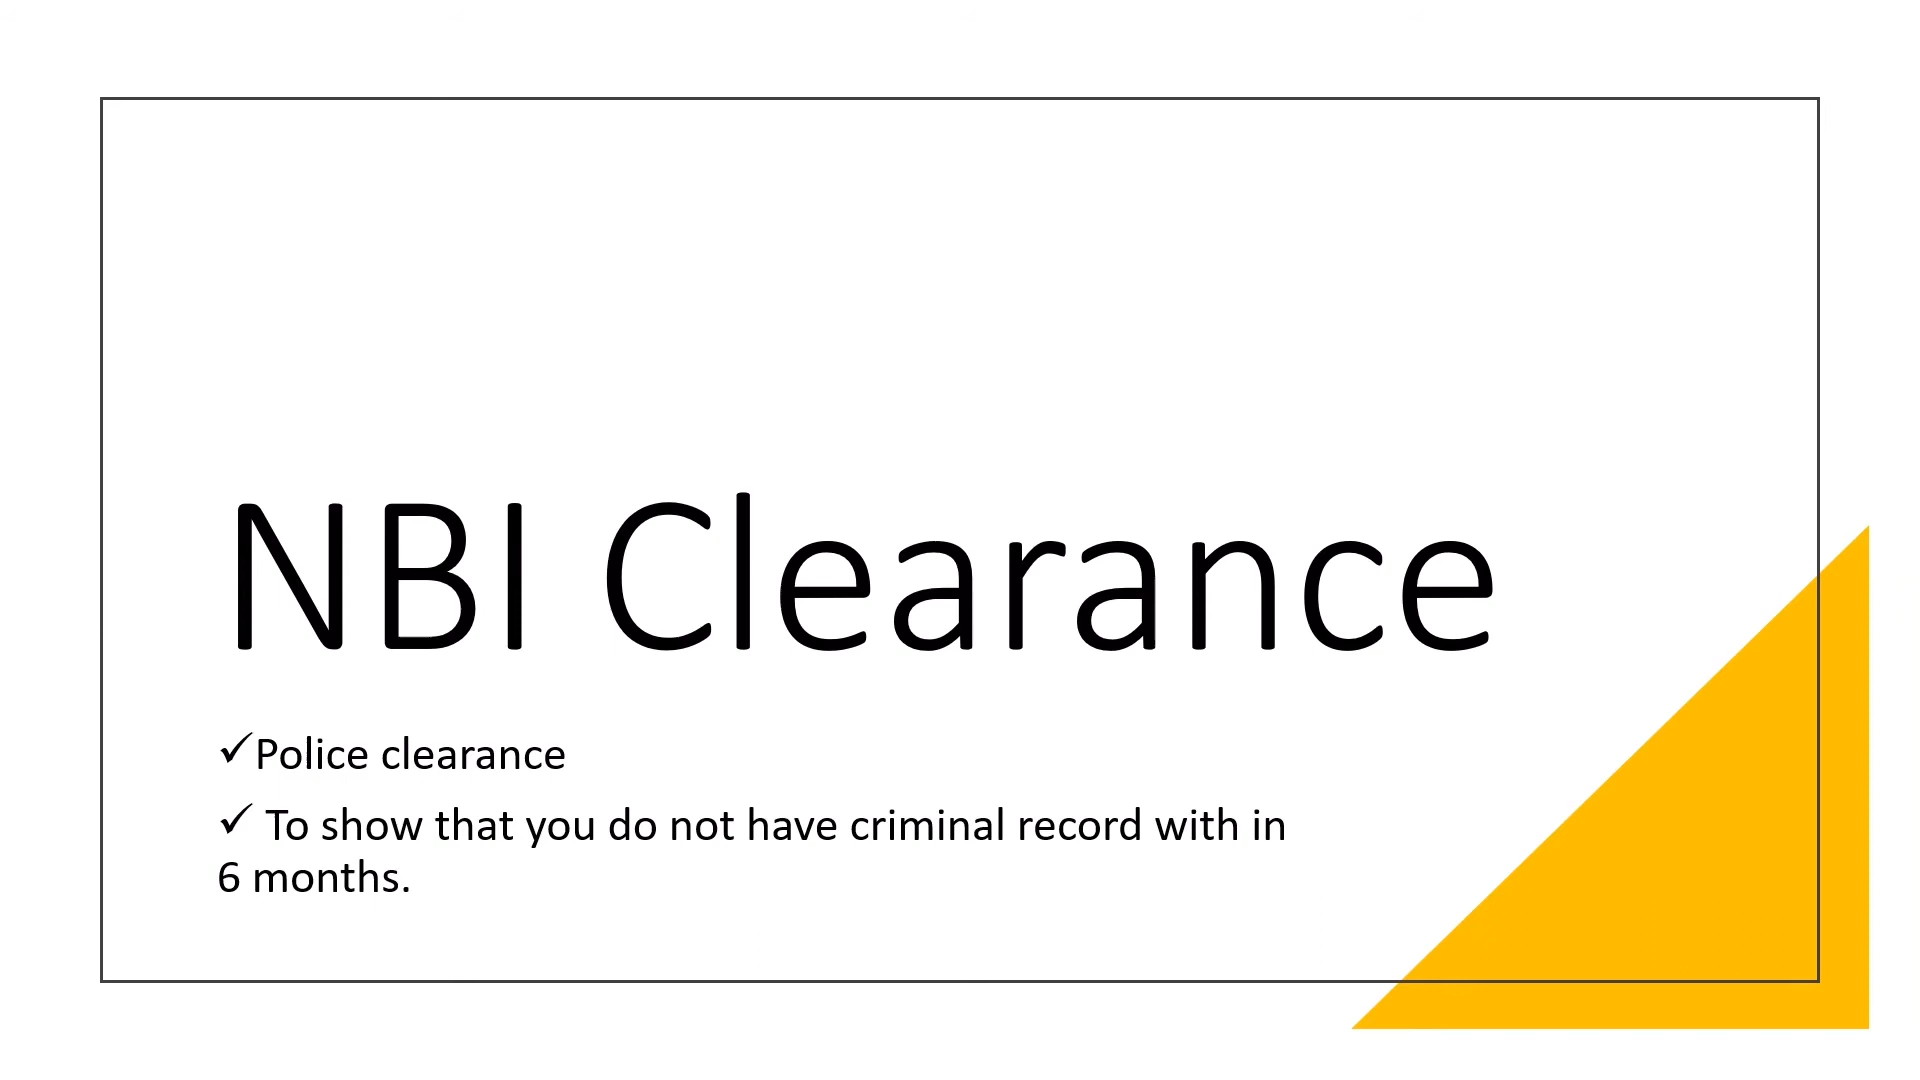 NBI Clearance
✓Police clearance
✓ To show that you do not have criminal record with in
6 months.